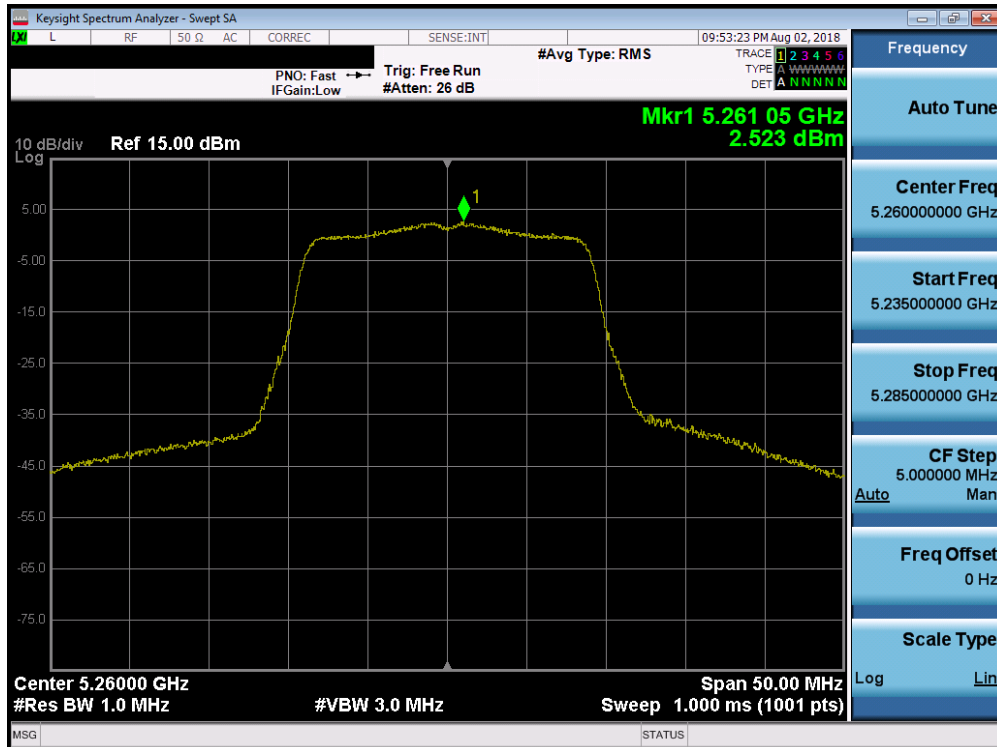 Keysight Spectrum Analyzer - Swept SA
LXI L RF 50 Ω AC CORREC SENSE:INT 09:53:23 PM Aug 02, 2018
#Avg Type: RMS
TRACE 1 2 3 4 5 6
TYPE A WWWWW
DET A N N N N N
PNO: Fast
IFGain:Low
Trig: Free Run
#Atten: 26 dB
Mkr1 5.261 05 GHz
2.523 dBm
10 dB/div
Log
Ref 15.00 dBm
1
5.00
-5.00
-15.0
-25.0
-35.0
-45.0
-55.0
-65.0
-75.0
Center 5.26000 GHz
Span 50.00 MHz
#Res BW 1.0 MHz
#VBW 3.0 MHz
Sweep 1.000 ms (1001 pts)
MSG
STATUS
Frequency
Auto Tune
Center Freq
5.260000000 GHz
Start Freq
5.235000000 GHz
Stop Freq
5.285000000 GHz
CF Step
5.000000 MHz
Auto Man
Freq Offset
0 Hz
Scale Type
Log Lin